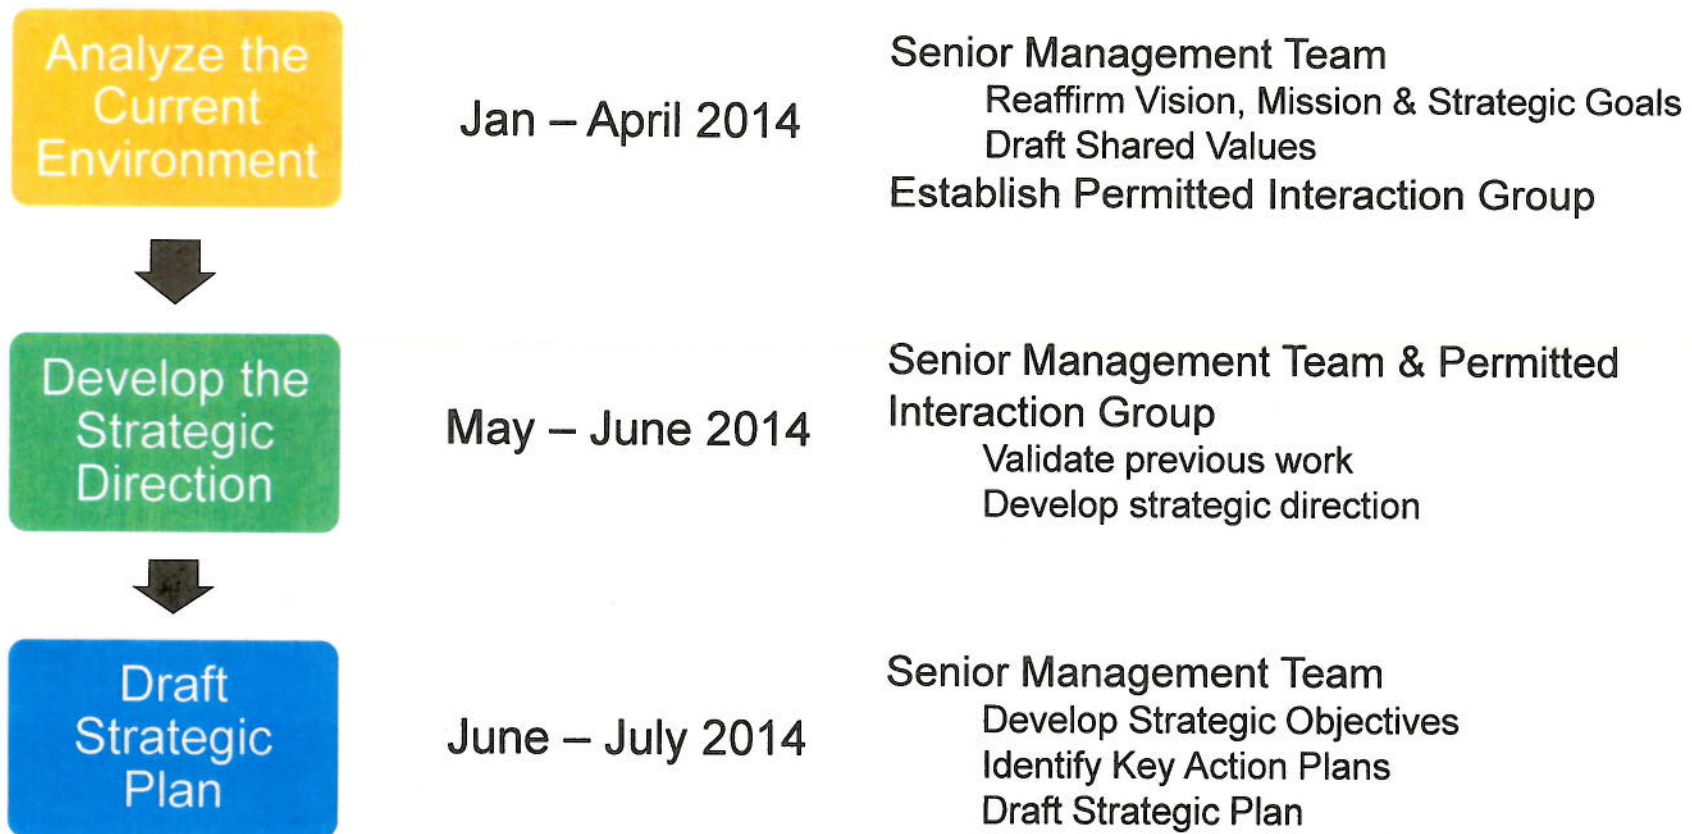 Analyze the
Current
Environment
Jan – April 2014
Senior Management Team
Reaffirm Vision, Mission & Strategic Goals
Draft Shared Values
Establish Permitted Interaction Group
Develop the
Strategic
Direction
May – June 2014
Senior Management Team & Permitted
Interaction Group
Validate previous work
Develop strategic direction
Draft
Strategic
Plan
June – July 2014
Senior Management Team
Develop Strategic Objectives
Identify Key Action Plans
Draft Strategic Plan